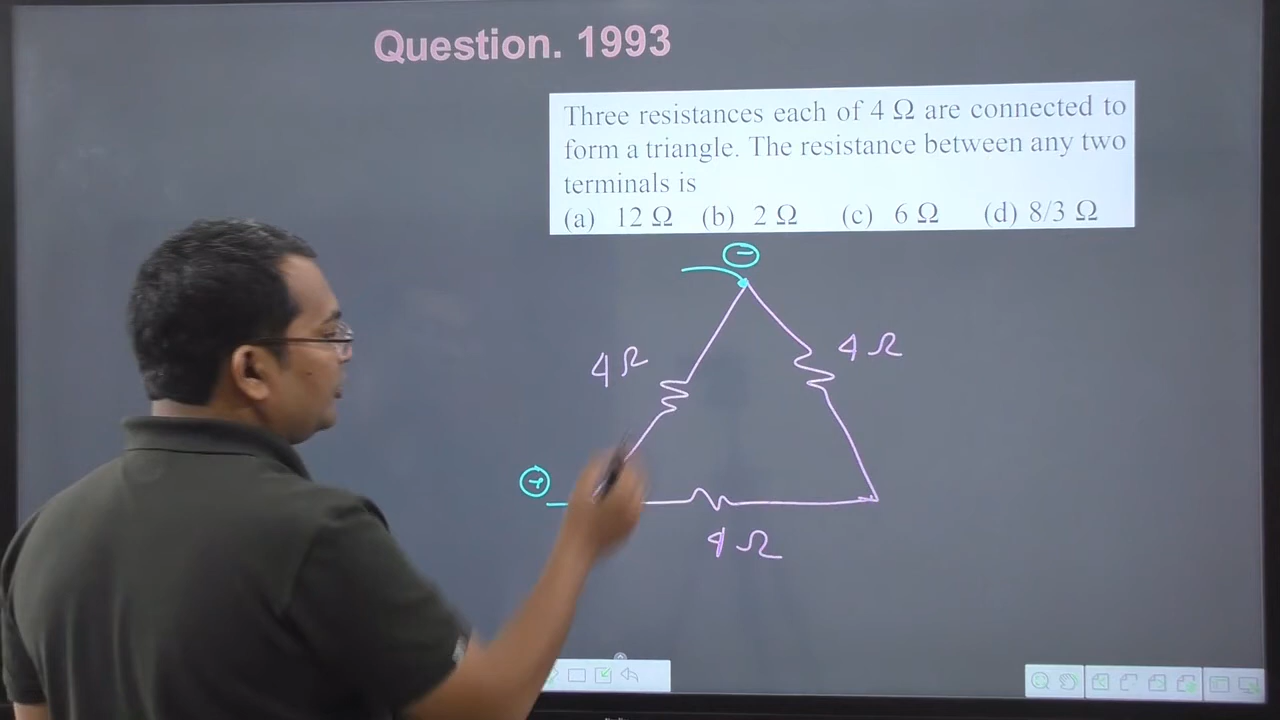 Question. 1993
Three resistances each of 4 Ω are connected to
form a triangle. The resistance between any two
terminals is
(a) 12 Ω (b) 2 Ω (c) 6 Ω (d) 8/3 Ω
−
4 Ω
4 Ω
+
4 Ω